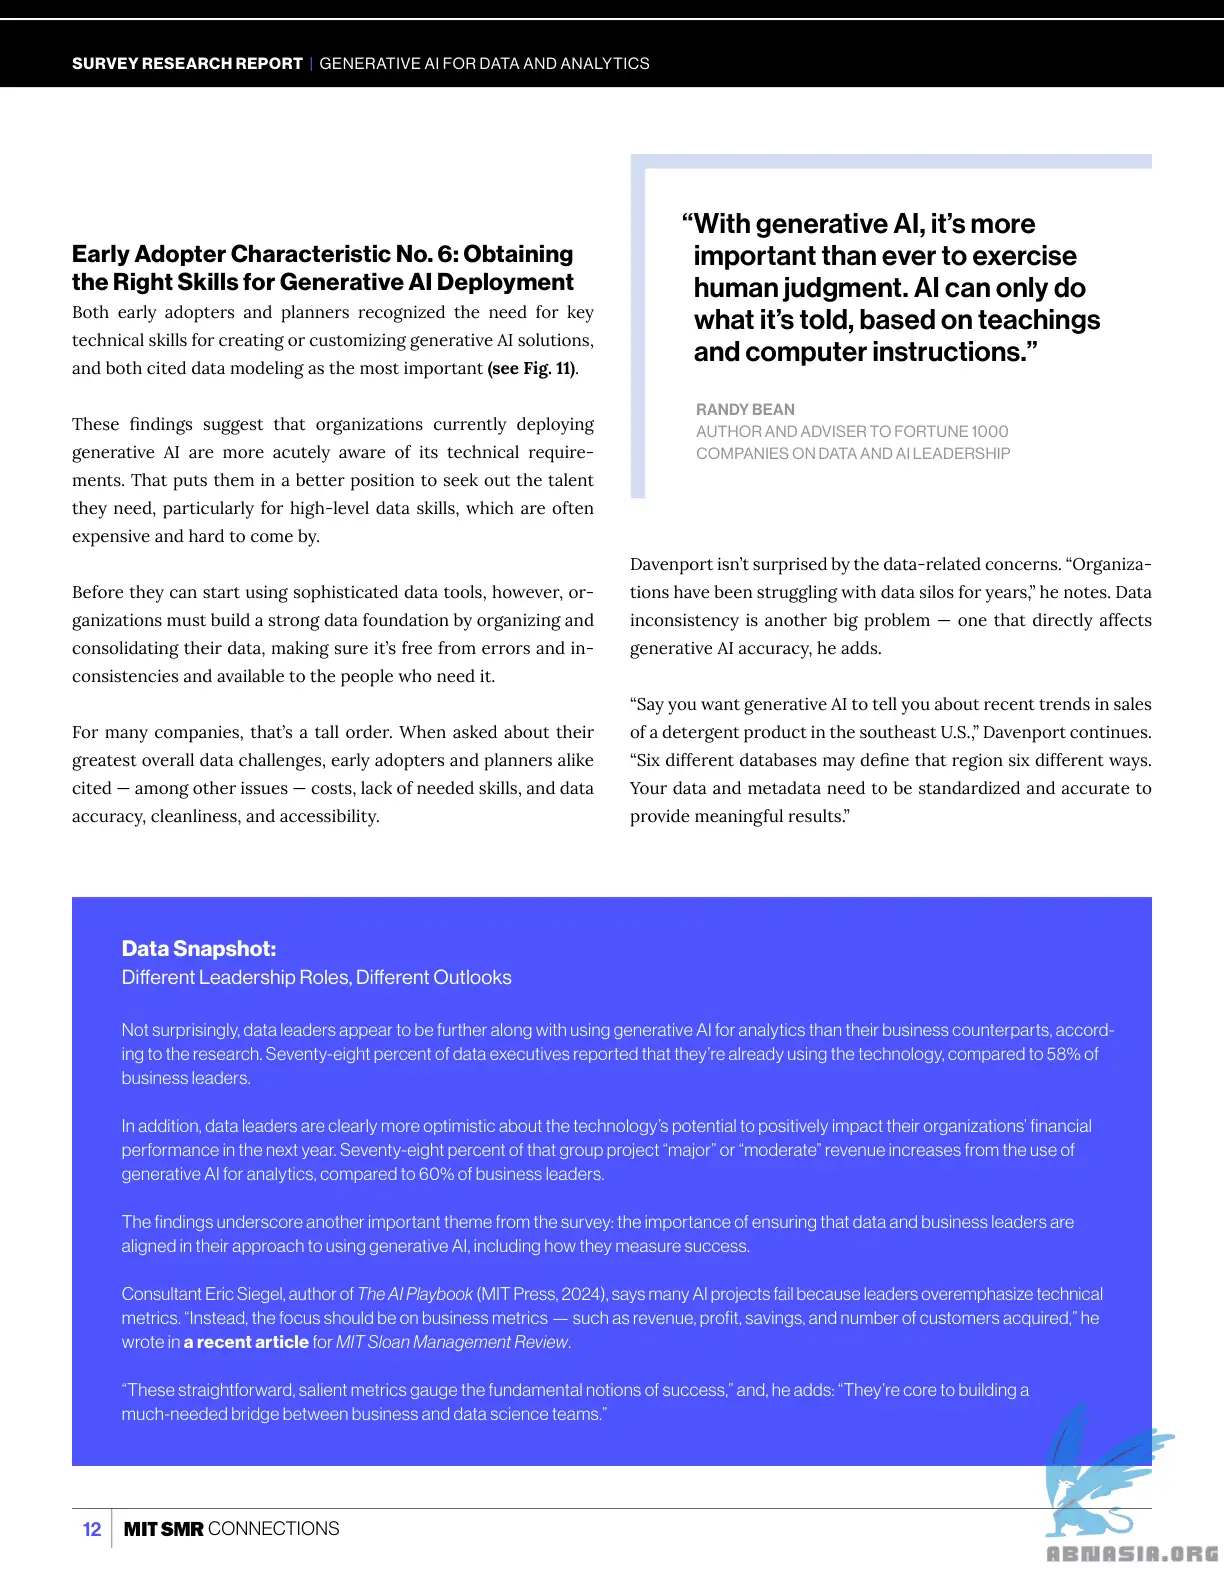 SURVEY RESEARCH REPORT | GENERATIVE AI FOR DATA AND ANALYTICS
Early Adopter Characteristic No. 6: Obtaining
the Right Skills for Generative AI Deployment
Both early adopters and planners recognized the need for key
technical skills for creating or customizing generative AI solutions,
and both cited data modeling as the most important (see Fig. 11).
These findings suggest that organizations currently deploying
generative AI are more acutely aware of its technical require-
ments. That puts them in a better position to seek out the talent
they need, particularly for high-level data skills, which are often
expensive and hard to come by.
Before they can start using sophisticated data tools, however, or-
ganizations must build a strong data foundation by organizing and
consolidating their data, making sure it’s free from errors and in-
consistencies and available to the people who need it.
For many companies, that’s a tall order. When asked about their
greatest overall data challenges, early adopters and planners alike
cited — among other issues — costs, lack of needed skills, and data
accuracy, cleanliness, and accessibility.
“With generative AI, it’s more
important than ever to exercise
human judgment. AI can only do
what it’s told, based on teachings
and computer instructions.”
RANDY BEAN
AUTHOR AND ADVISER TO FORTUNE 1000
COMPANIES ON DATA AND AI LEADERSHIP
Davenport isn’t surprised by the data-related concerns. “Organiza-
tions have been struggling with data silos for years,” he notes. Data
inconsistency is another big problem — one that directly affects
generative AI accuracy, he adds.
“Say you want generative AI to tell you about recent trends in sales
of a detergent product in the southeast U.S.,” Davenport continues.
“Six different databases may define that region six different ways.
Your data and metadata need to be standardized and accurate to
provide meaningful results.”
Data Snapshot:
Different Leadership Roles, Different Outlooks
Not surprisingly, data leaders appear to be further along with using generative AI for analytics than their business counterparts, accord-
ing to the research. Seventy-eight percent of data executives reported that they’re already using the technology, compared to 58% of
business leaders.
In addition, data leaders are clearly more optimistic about the technology’s potential to positively impact their organizations’ financial
performance in the next year. Seventy-eight percent of that group project “major” or “moderate” revenue increases from the use of
generative AI for analytics, compared to 60% of business leaders.
The findings underscore another important theme from the survey: the importance of ensuring that data and business leaders are
aligned in their approach to using generative AI, including how they measure success.
Consultant Eric Siegel, author of The AI Playbook (MIT Press, 2024), says many AI projects fail because leaders overemphasize technical
metrics. “Instead, the focus should be on business metrics — such as revenue, profit, savings, and number of customers acquired,” he
wrote in a recent article for MIT Sloan Management Review.
“These straightforward, salient metrics gauge the fundamental notions of success,” and, he adds: “They’re core to building a
much-needed bridge between business and data science teams.”
12 MIT SMR CONNECTIONS
ABNASIA.ORG